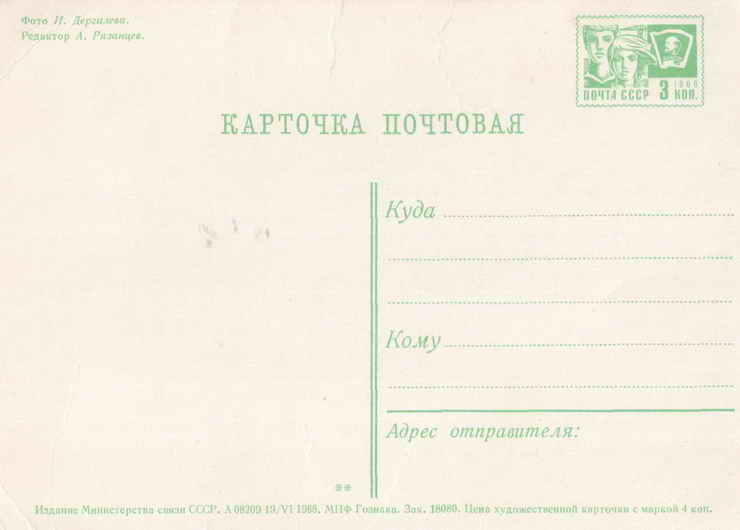 Фото И. Дергилева.
Редактор А. Рязанцев.
1966
ПОЧТА СССР 3 КОП.
КАРТОЧКА ПОЧТОВАЯ
Куда
Кому
Адрес отправителя:
**
Издание Министерства связи СССР. А 08209 19/VI 1968. МПФ Гознака. Зак. 18080. Цена художественной карточки с маркой 4 коп.